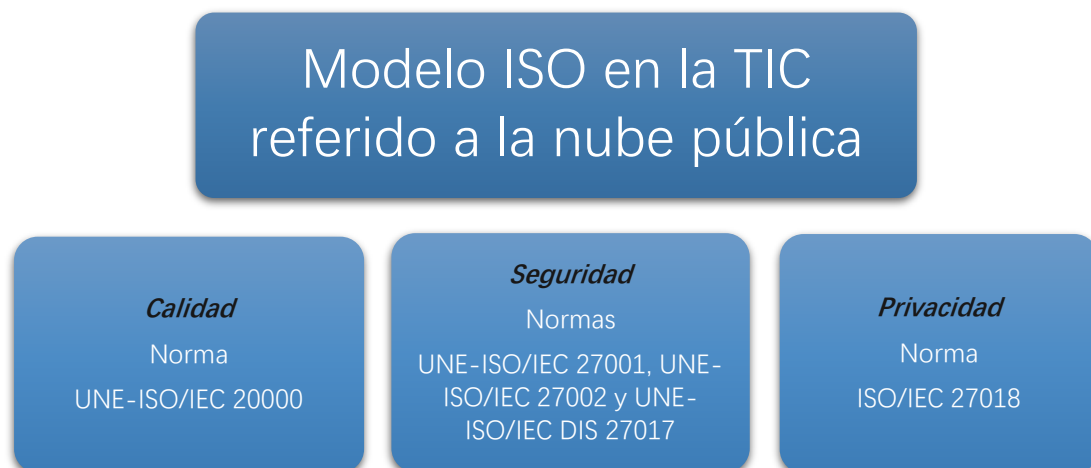 Modelo ISO en la TIC
referido a la nube pública
Calidad
Norma
UNE-ISO/IEC 20000
Seguridad
Normas
UNE-ISO/IEC 27001, UNE-
ISO/IEC 27002 y UNE-
ISO/IEC DIS 27017
Privacidad
Norma
ISO/IEC 27018